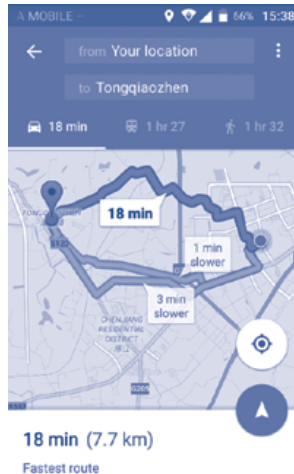 A MOBILE – 66% 15:38
from Your location
to Tongqiaozhen
18 min 1 hr 27 1 hr 32
18 min
1 min
slower
3 min
slower
CHENJIANG
RESIDENTIAL
DISTRICT
G205
18 min (7.7 km)
Fastest route